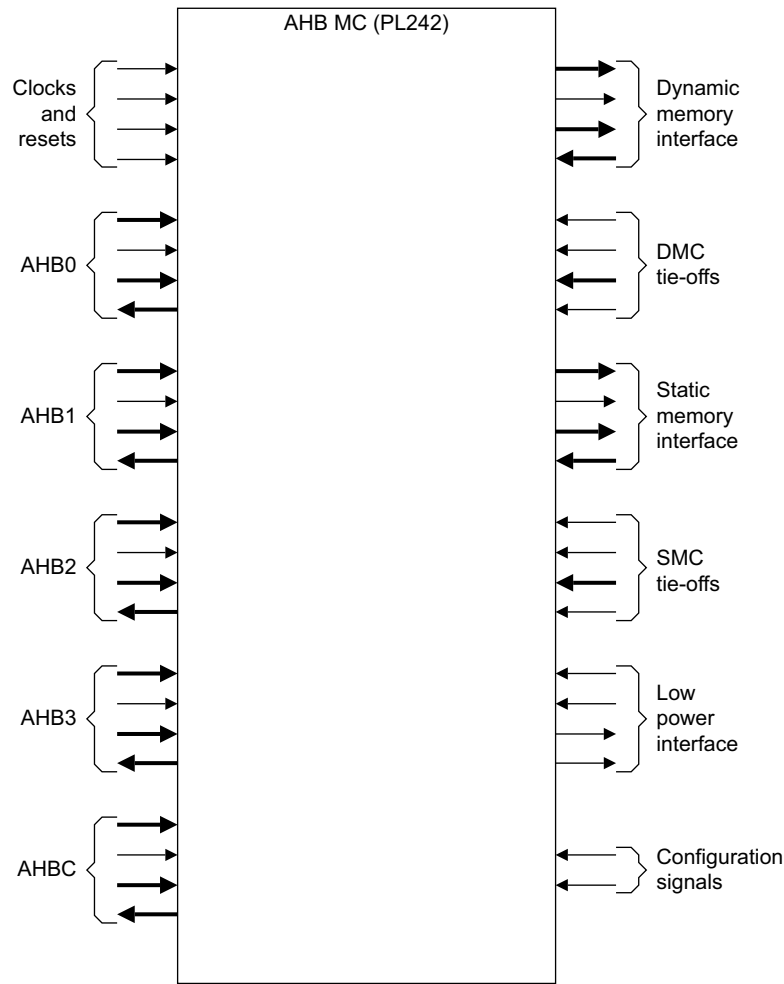 AHB MC (PL242)
Clocks
and
resets
AHB0
AHB1
AHB2
AHB3
AHBC
Dynamic
memory
interface
DMC
tie-offs
Static
memory
interface
SMC
tie-offs
Low
power
interface
Configuration
signals